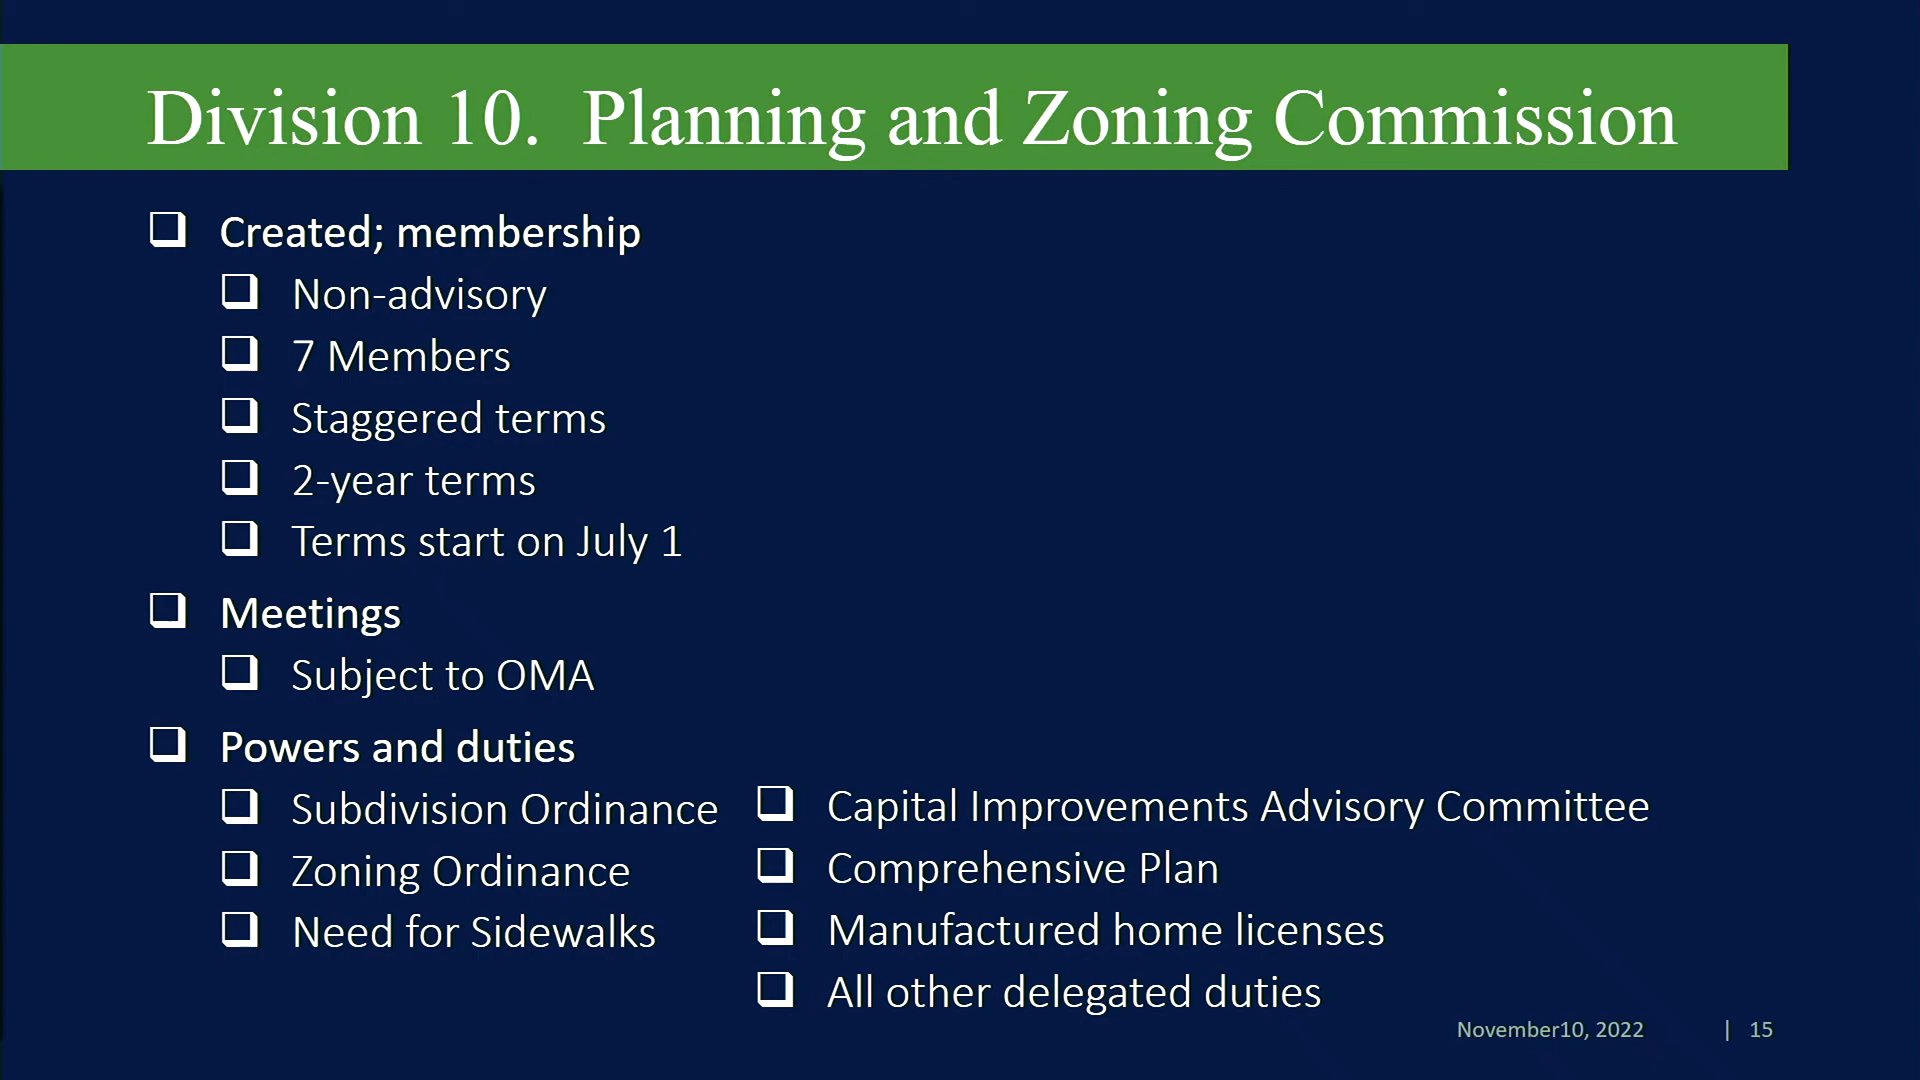 Division 10. Planning and Zoning Commission
Created; membership
Non-advisory
7 Members
Staggered terms
2-year terms
Terms start on July 1
Meetings
Subject to OMA
Powers and duties
Subdivision Ordinance
Zoning Ordinance
Need for Sidewalks
Capital Improvements Advisory Committee
Comprehensive Plan
Manufactured home licenses
All other delegated duties
November10, 2022 | 15